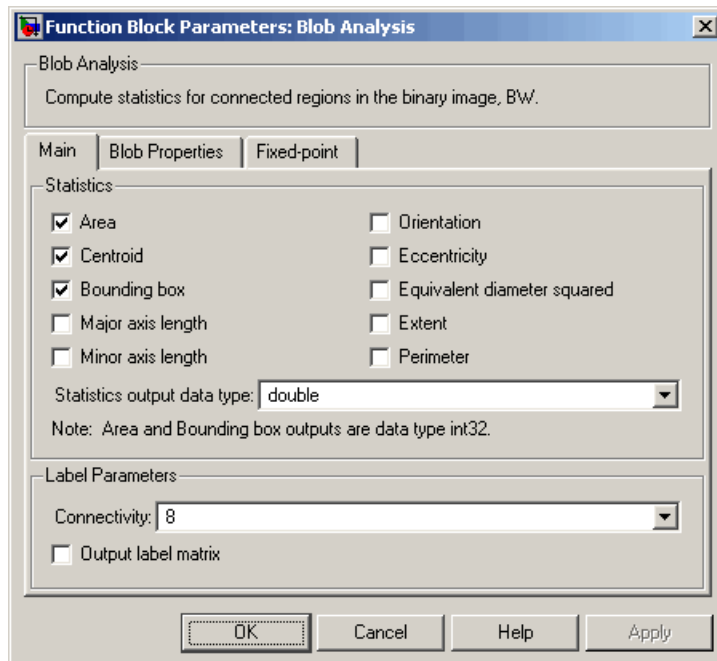 Function Block Parameters: Blob Analysis
Blob Analysis
Compute statistics for connected regions in the binary image, BW.
Main Blob Properties Fixed-point
Statistics
Area Orientation
Centroid Eccentricity
Bounding box Equivalent diameter squared
Major axis length Extent
Minor axis length Perimeter
Statistics output data type: double
Note: Area and Bounding box outputs are data type int32.
Label Parameters
Connectivity: 8
Output label matrix
OK Cancel Help Apply